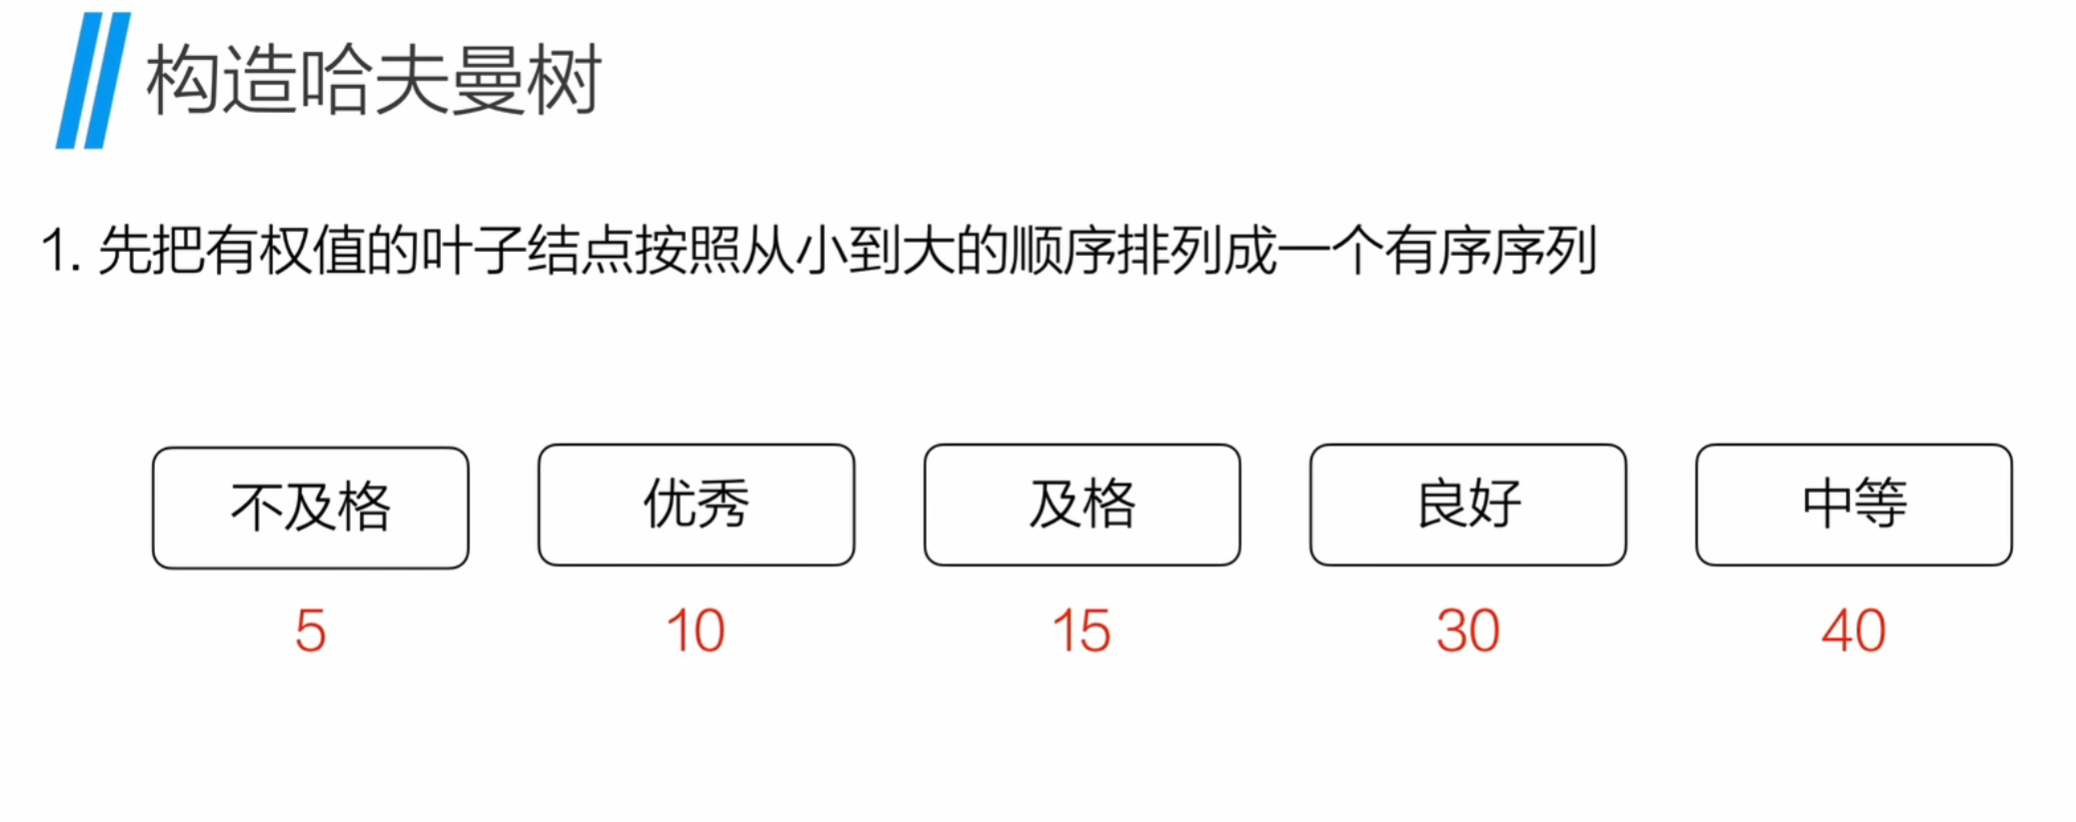 构造哈夫曼树
1. 先把有权值的叶子结点按照从小到大的顺序排列成一个有序序列
不及格 优秀 及格 良好 中等
5 10 15 30 40